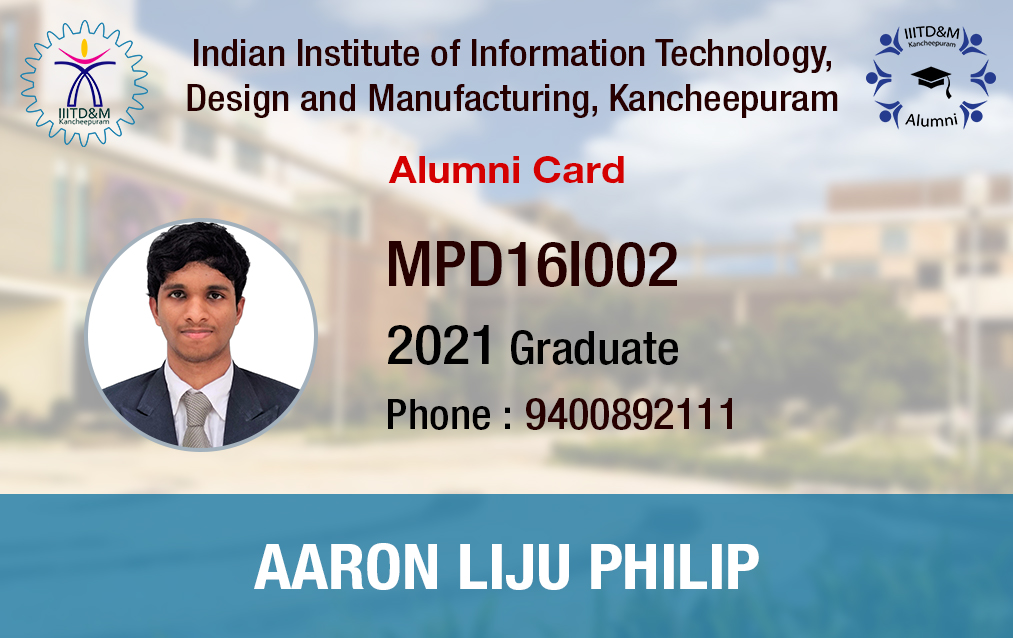 Indian Institute of Information Technology,
Design and Manufacturing, Kancheepuram
IIITD&M
Kancheepuram
IIITD&M
Kancheepuram
Alumni
Alumni Card
MPD16I002
2021 Graduate
Phone : 9400892111
AARON LIJU PHILIP